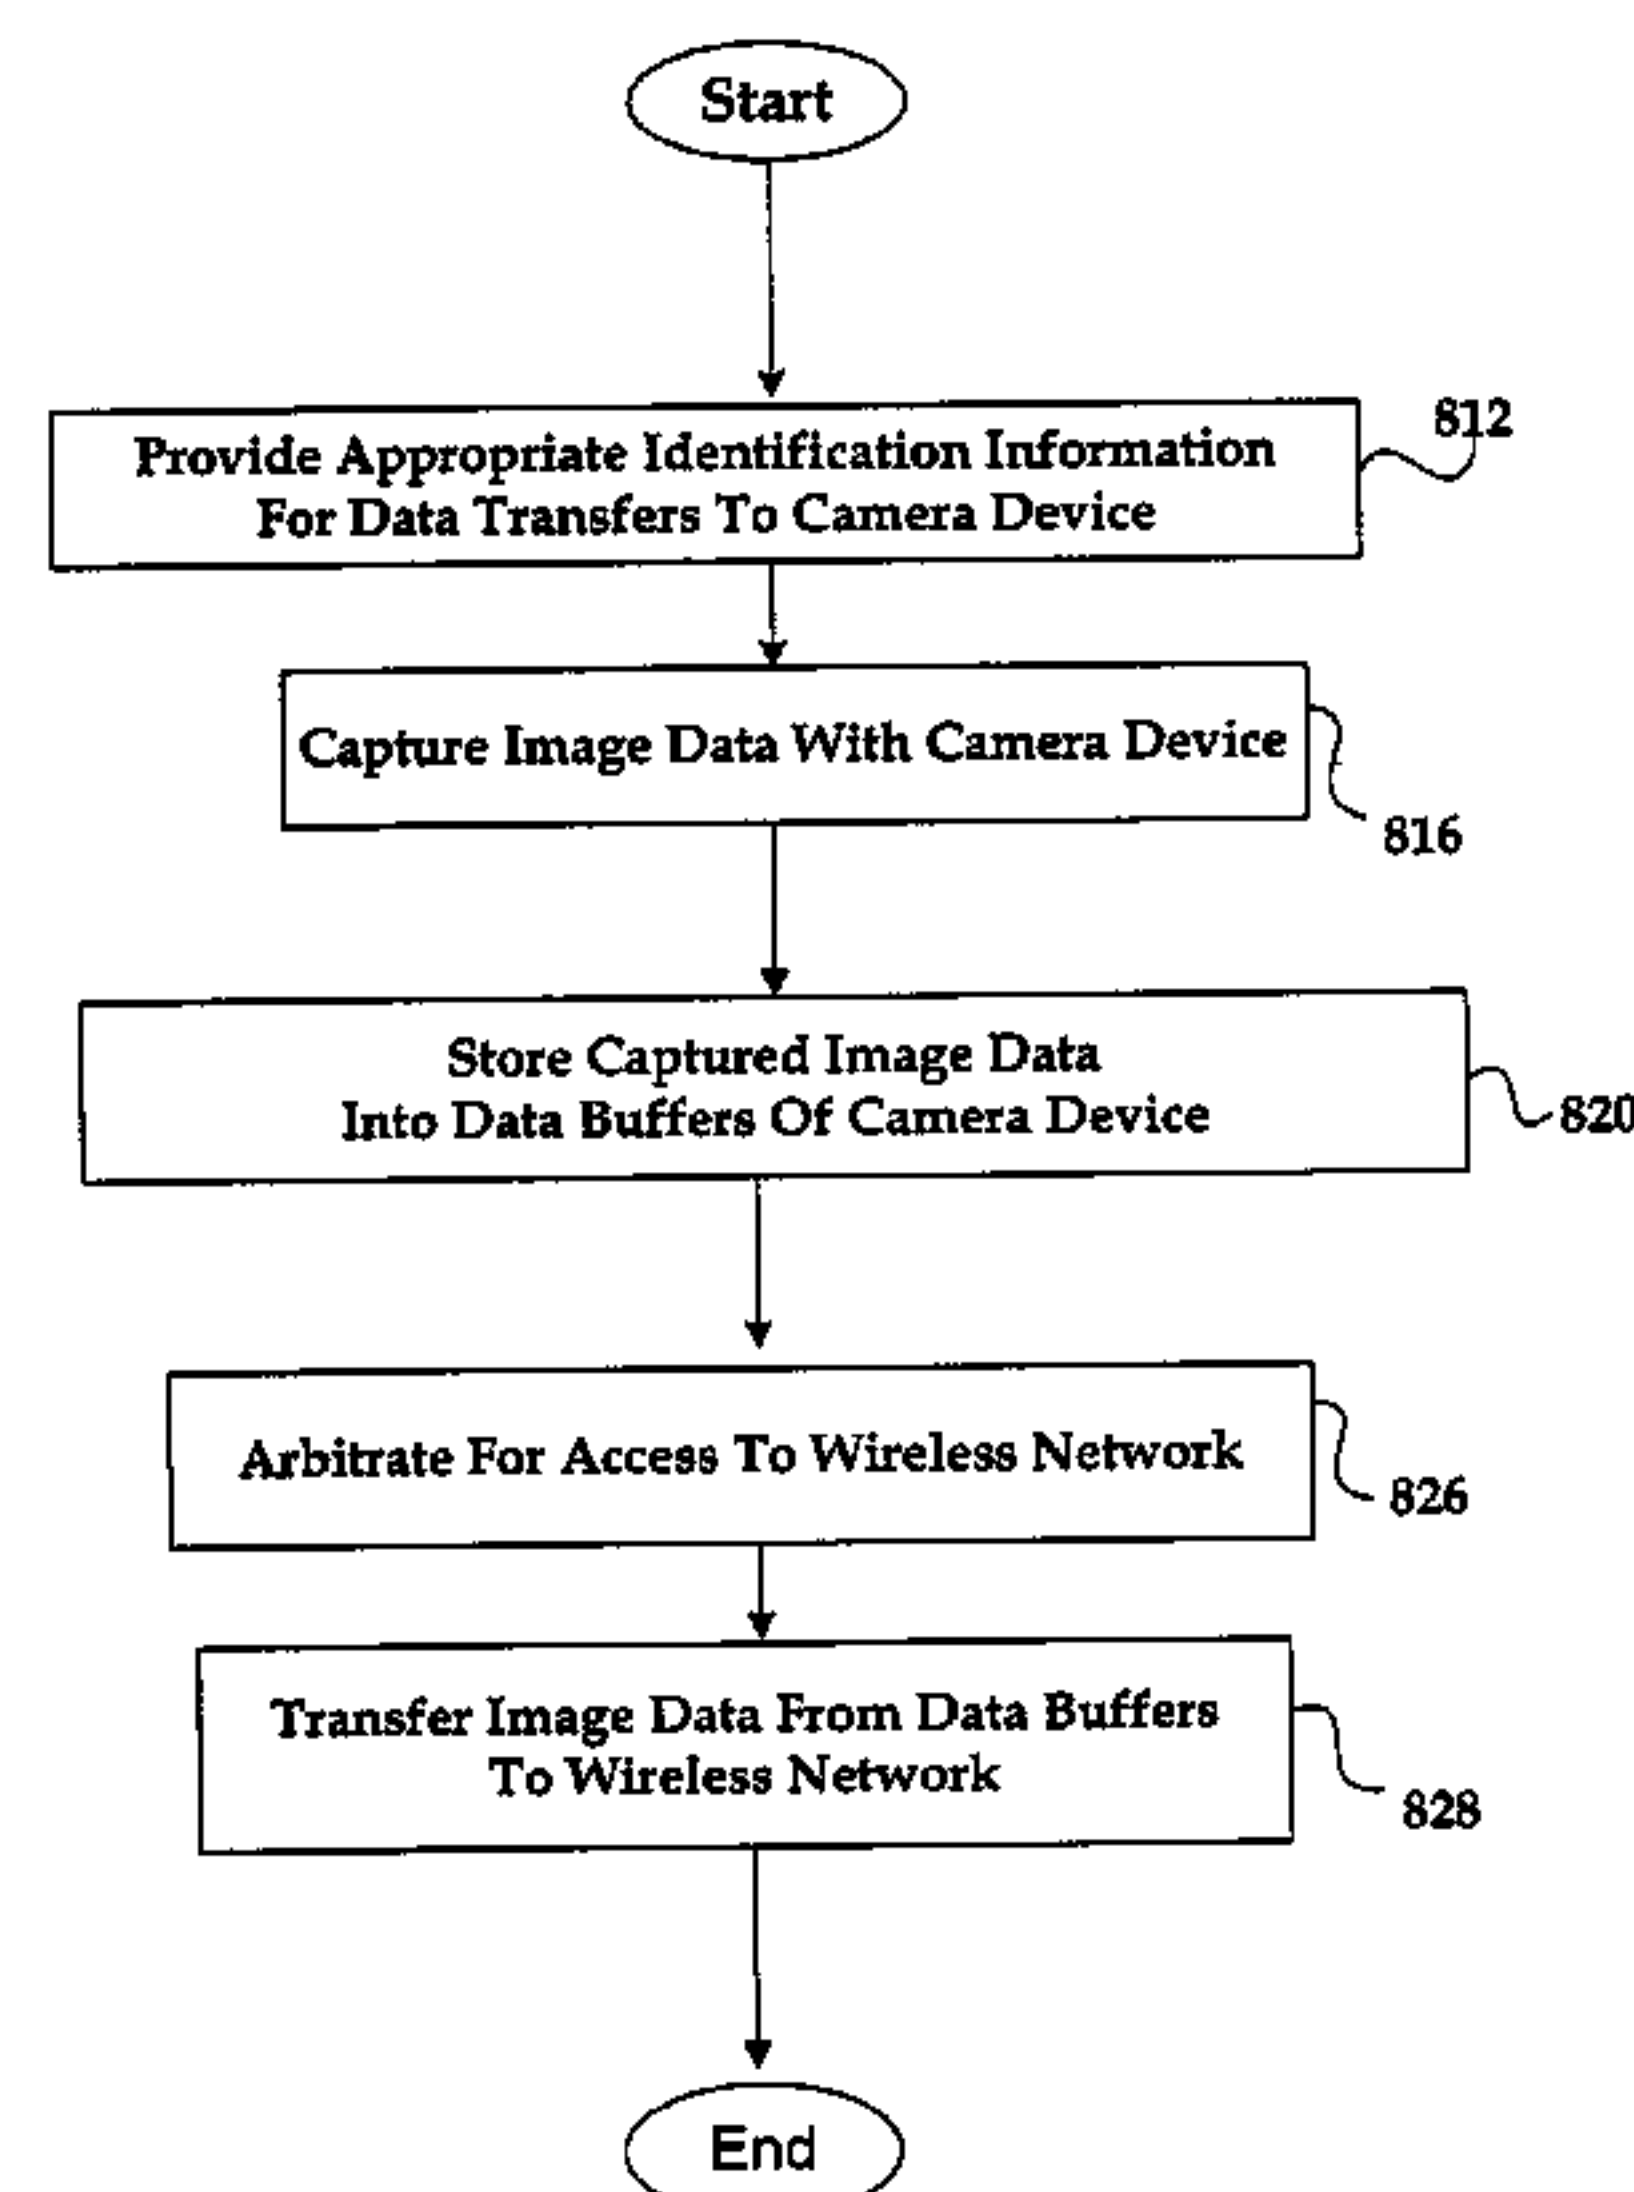 Start
Provide Appropriate Identification Information
For Data Transfers To Camera Device
812
Capture Image Data With Camera Device
816
Store Captured Image Data
Into Data Buffers Of Camera Device
820
Arbitrate For Access To Wireless Network
826
Transfer Image Data From Data Buffers
To Wireless Network
828
End